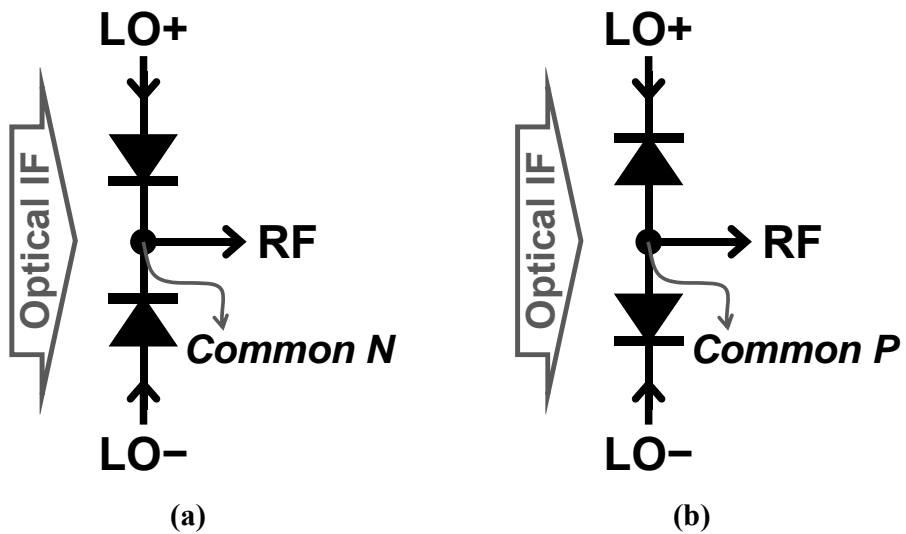 LO+
Optical IF
RF
Common N
LO−
(a)
LO+
Optical IF
RF
Common P
LO−
(b)